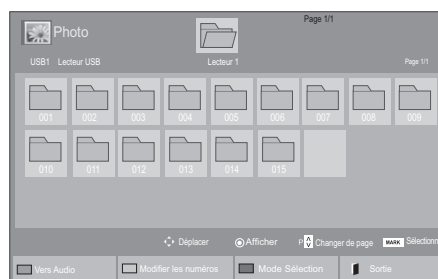 Photo
Page 1/1
USB1 Lecteur USB
Lecteur 1
Page 1/1
001 002 003 004 005 006 007 008 009
010 011 012 013 014 015
Déplacer Afficher P Changer de page MARK Sélectionn
Vers Audio Modifier les numéros Mode Sélection Sortie